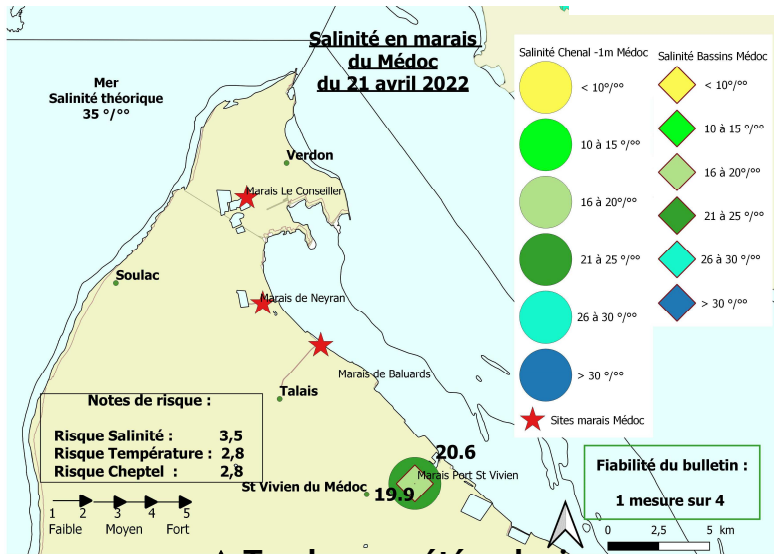 Salinité en marais
du Médoc
du 21 avril 2022
Mer
Salinité théorique
35 °/°°
Verdon
Marais Le Conseiller
Soulac
Marais de Neyran
Marais de Baluards
Talais
Notes de risque :
Risque Salinité : 3,5
Risque Température : 2,8
Risque Cheptel : 2,8
1 2 3 4 5
Faible Moyen Fort
St Vivien du Médoc
20.6
Marais Port St Vivien
19.9
Salinité Chenal -1m Médoc
< 10°/°°
10 à 15 °/°°
16 à 20°/°°
21 à 25 °/°°
26 à 30 °/°°
> 30 °/°°
Sites marais Médoc
Salinité Bassins Médoc
< 10°/°°
10 à 15 °/°°
16 à 20°/°°
21 à 25 °/°°
26 à 30 °/°°
> 30 °/°°
Fiabilité du bulletin :
1 mesure sur 4
0 2,5 5 km